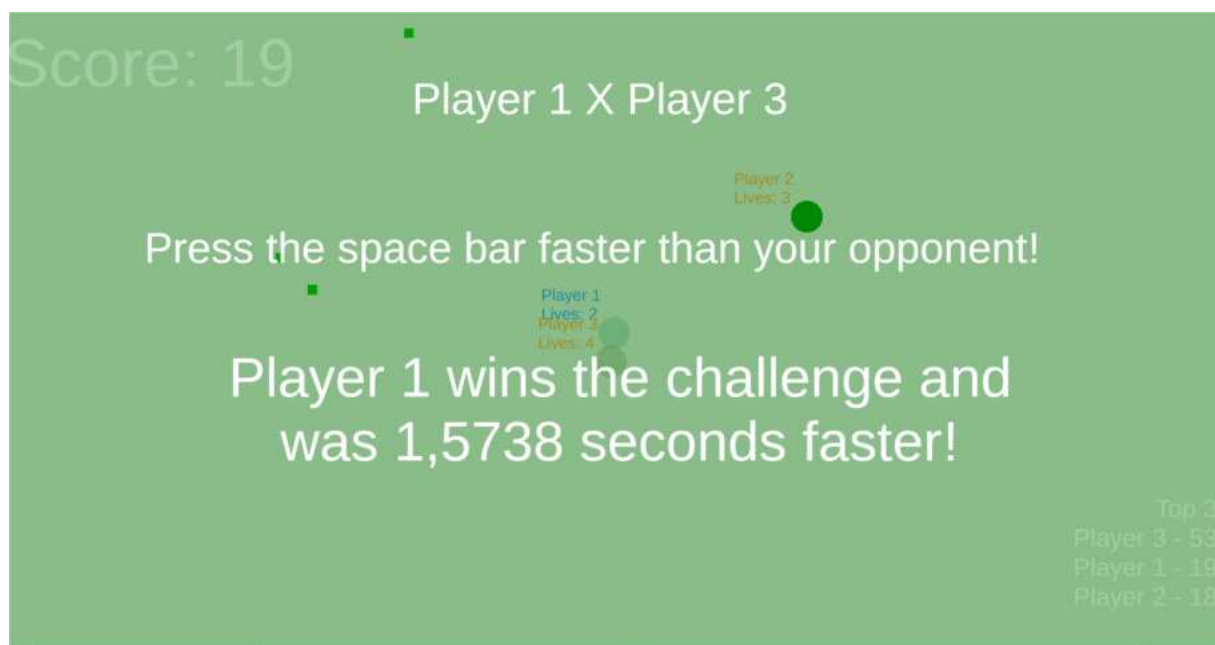 Score: 19
Player 1 X Player 3
Player 2
Lives: 3
Press the space bar faster than your opponent!
Player 1
Lives: 2
Player 3
Lives: 4
Player 1 wins the challenge and
was 1,5738 seconds faster!
Top 3
Player 3 - 53
Player 1 - 19
Player 2 - 18